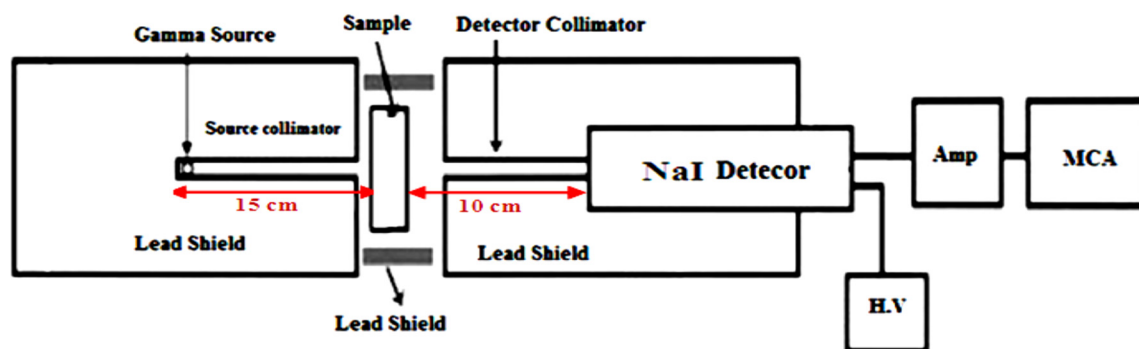 Gamma Source
Sample
Detector Collimator
Source collimator
NaI Detecor
Amp
MCA
15 cm
10 cm
Lead Shield
Lead Shield
H.V
Lead Shield